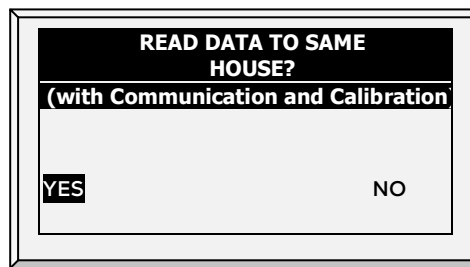 READ DATA TO SAME
HOUSE?
(with Communication and Calibration)
YES NO